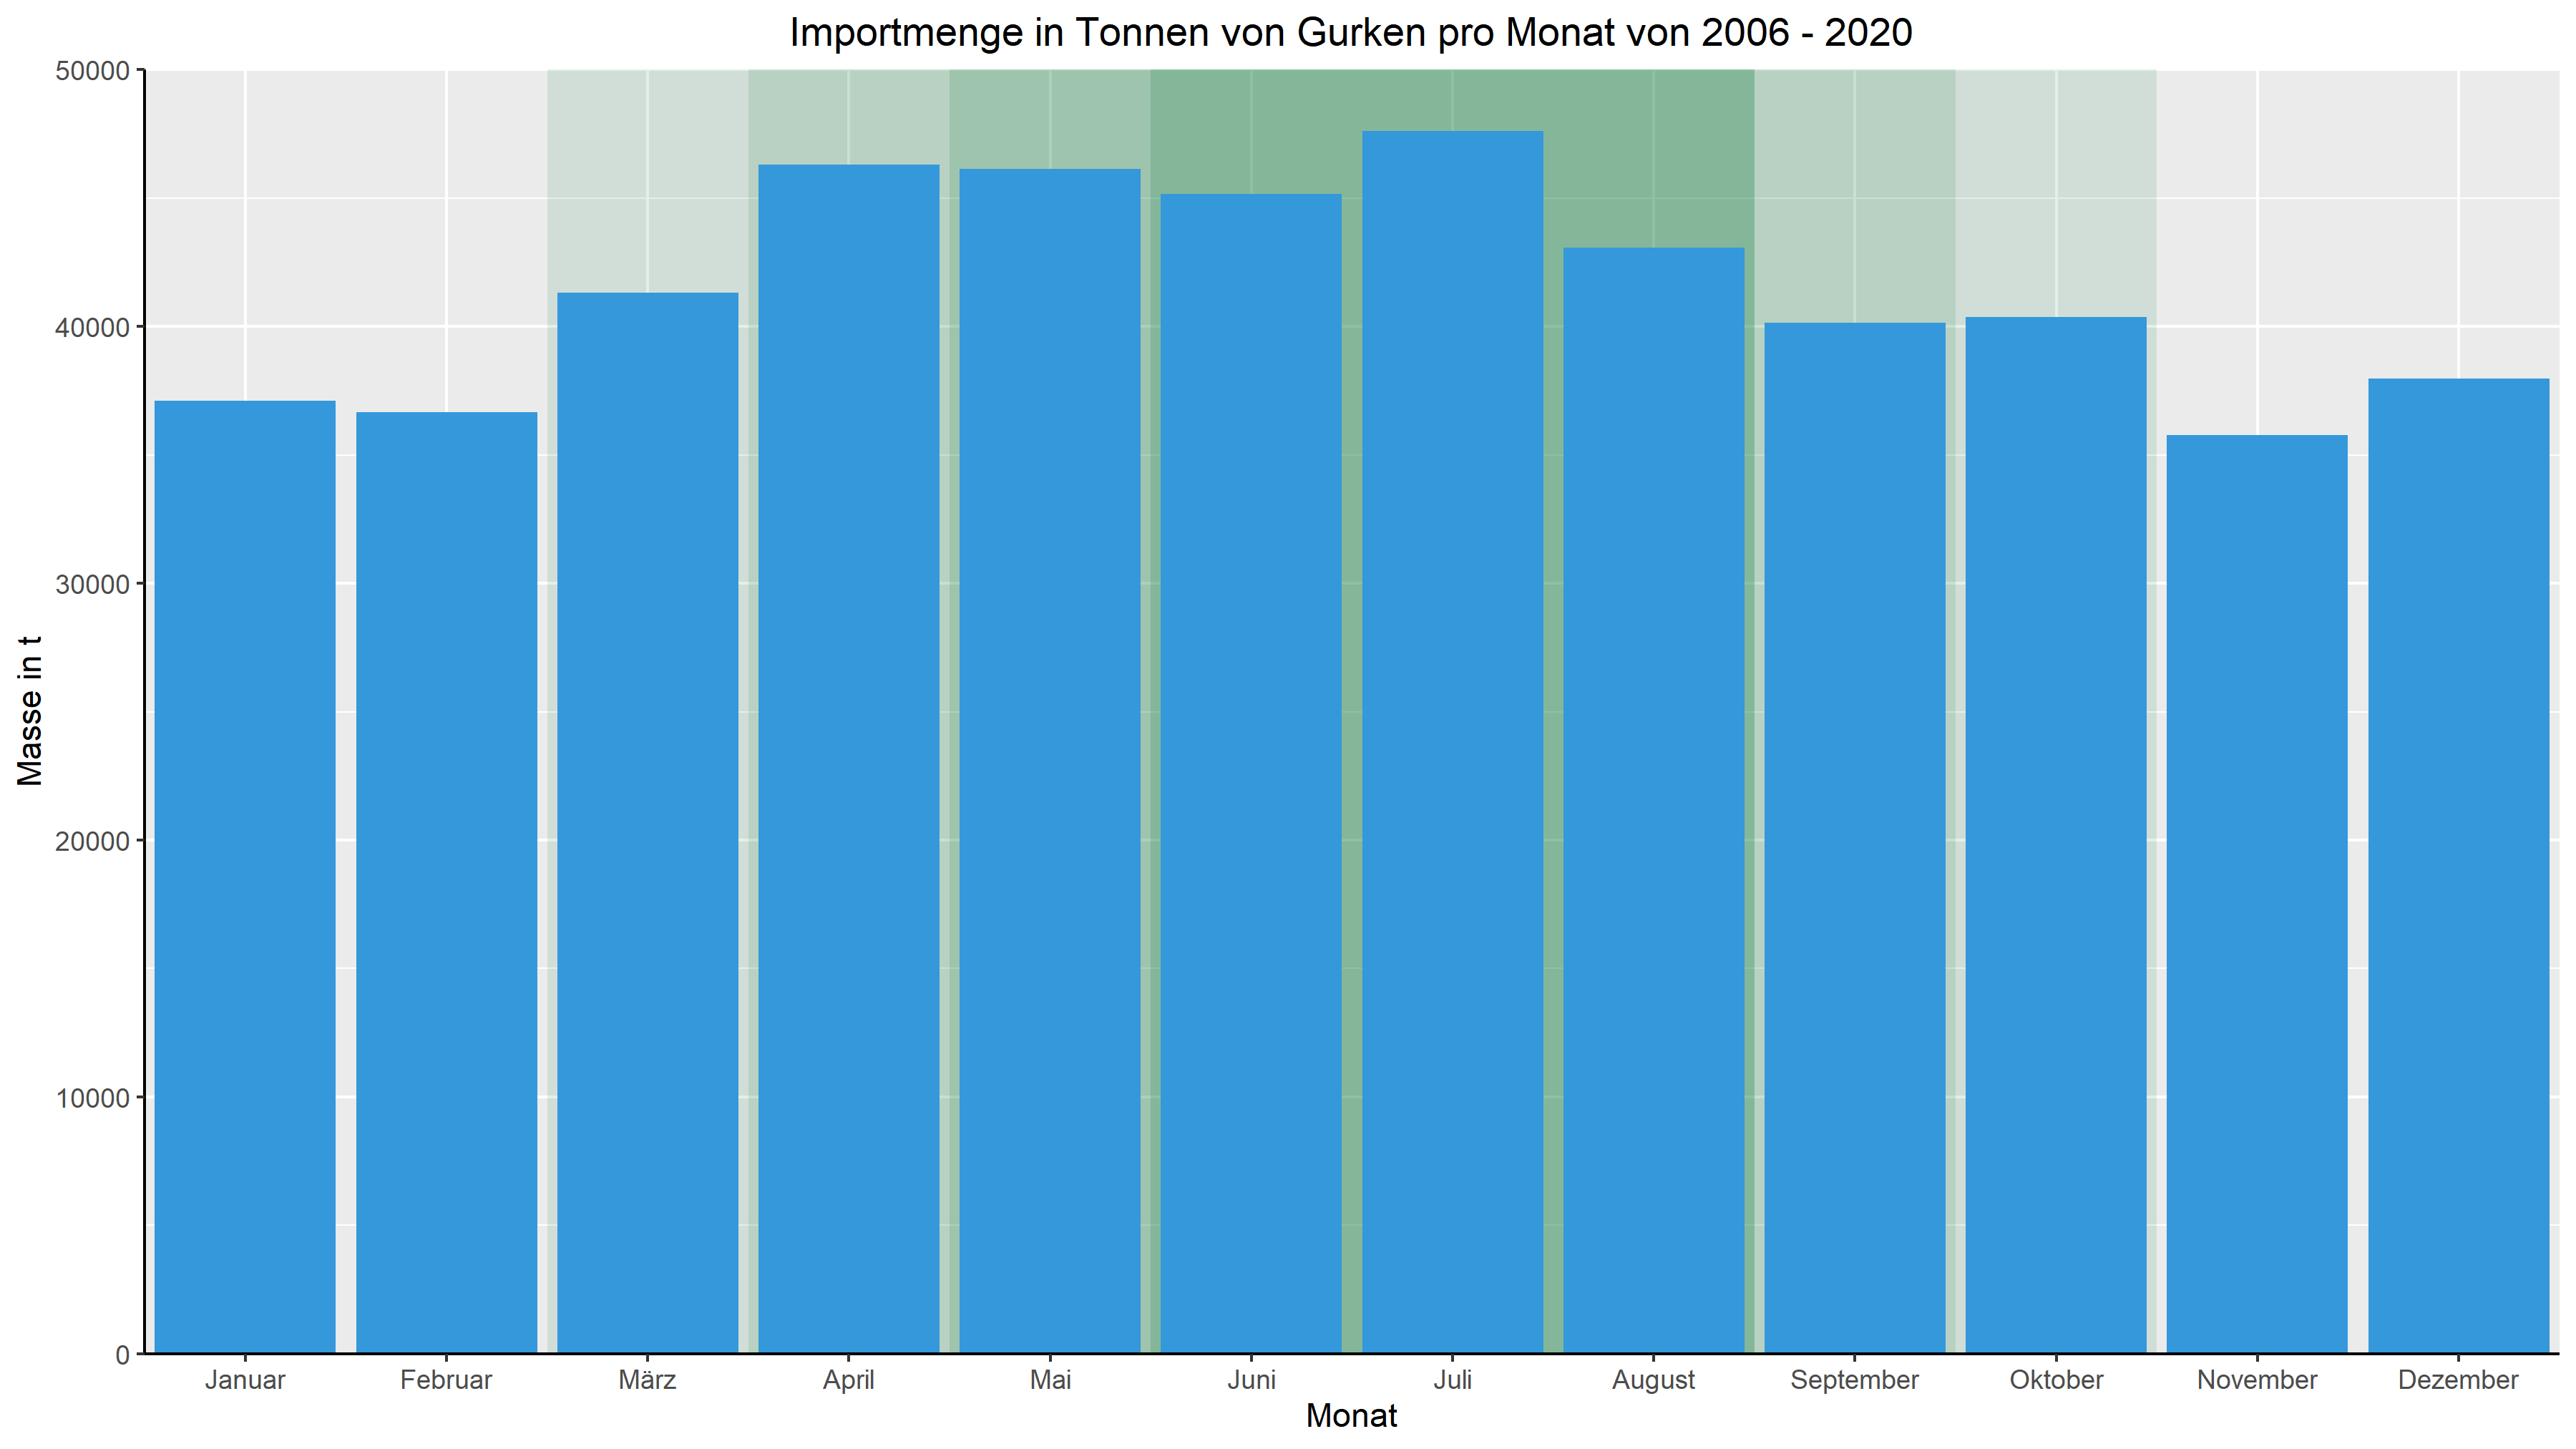 Importmenge in Tonnen von Gurken pro Monat von 2006 - 2020
50000
40000
30000
20000
10000
0
Masse in t
Januar Februar März April Mai Juni Juli August September Oktober November Dezember
Monat